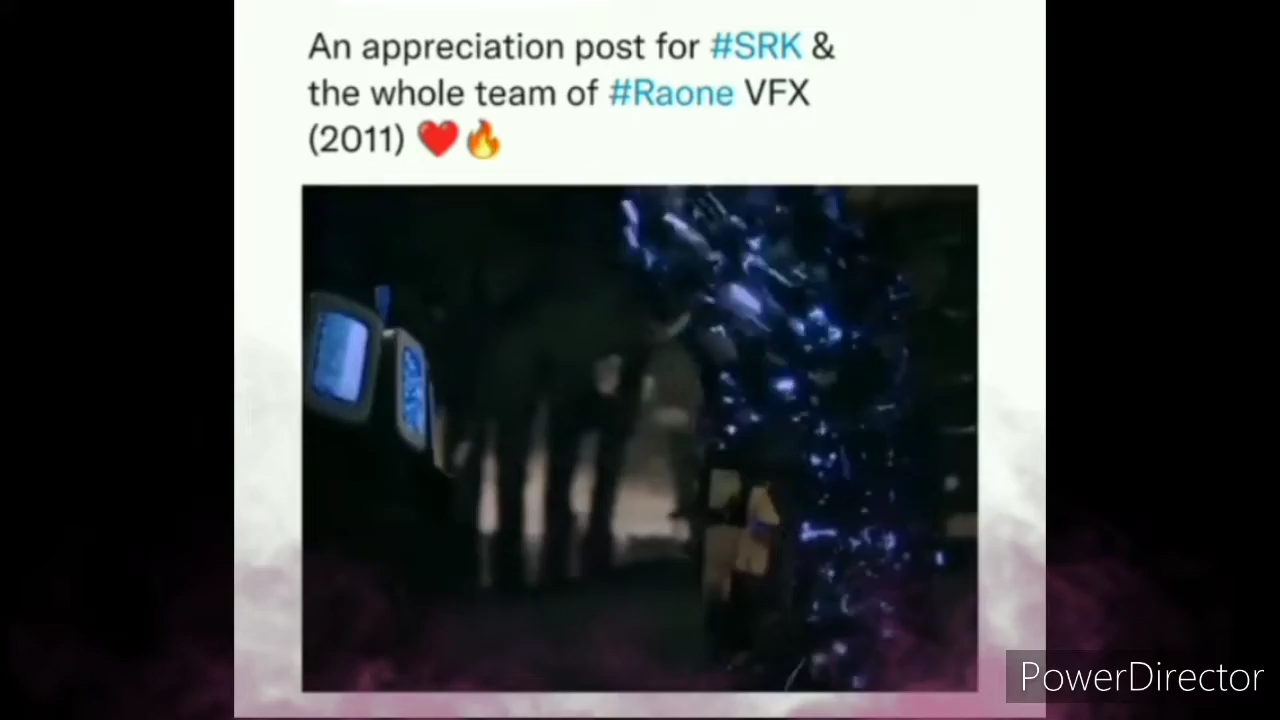 An appreciation post for #SRK &
the whole team of #Raone VFX
(2011) ❤️🔥
PowerDirector